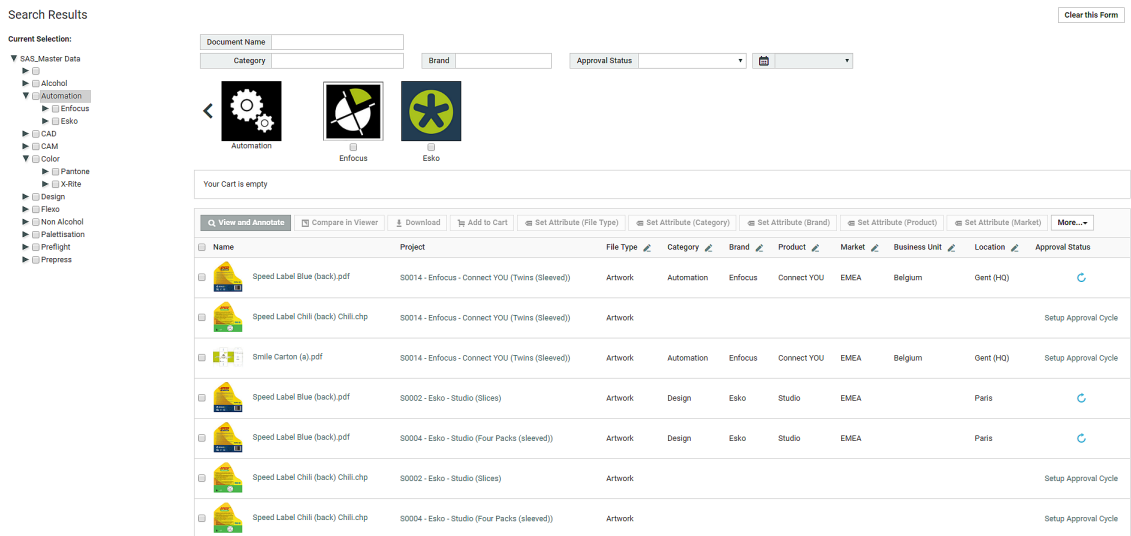 Search Results
Clear this Form
Current Selection:
SAS_Master Data
Alcohol
Automation
Enfocus
Esko
CAD
CAM
Color
Pantone
X-Rite
Design
Flexo
Non Alcohol
Palettisation
Preflight
Prepress
Document Name
Category
Brand
Approval Status
Automation
Enfocus
Esko
Your Cart is empty
View and Annotate Compare in Viewer Download Add to Cart Set Attribute (File Type) Set Attribute (Category) Set Attribute (Brand) Set Attribute (Product) Set Attribute (Market) More...
Name Project File Type Category Brand Product Market Business Unit Location Approval Status
Speed Label Blue (back).pdf S0014 - Enfocus - Connect YOU (Twins (Sleeved)) Artwork Automation Enfocus Connect YOU EMEA Belgium Gent (HQ)
Speed Label Chili (back) Chili.chp S0014 - Enfocus - Connect YOU (Twins (Sleeved)) Artwork Setup Approval Cycle
Smile Carton (a).pdf S0014 - Enfocus - Connect YOU (Twins (Sleeved)) Artwork Automation Enfocus Connect YOU EMEA Belgium Gent (HQ) Setup Approval Cycle
Speed Label Blue (back).pdf S0002 - Esko - Studio (Slices) Artwork Design Esko Studio EMEA Paris
Speed Label Blue (back).pdf S0004 - Esko - Studio (Four Packs (sleeved)) Artwork Design Esko Studio EMEA Paris
Speed Label Chili (back) Chili.chp S0002 - Esko - Studio (Slices) Artwork Setup Approval Cycle
Speed Label Chili (back) Chili.chp S0004 - Esko - Studio (Four Packs (sleeved)) Artwork Setup Approval Cycle